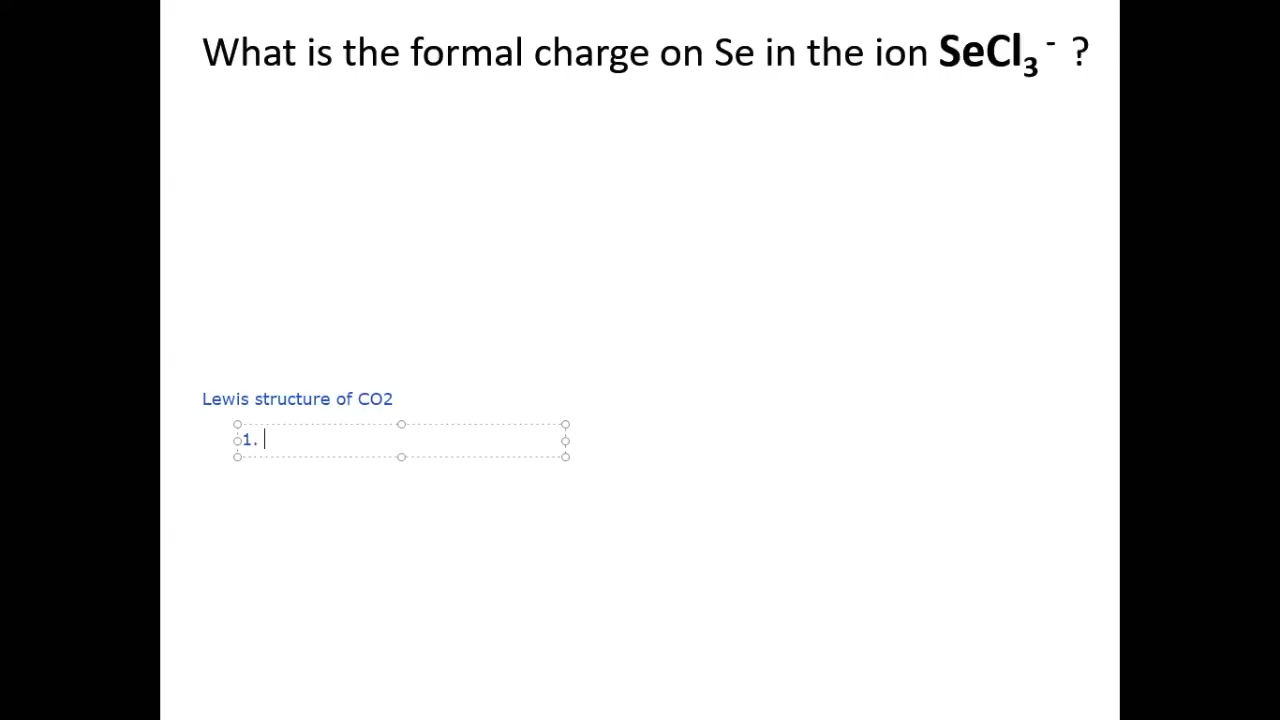 What is the formal charge on Se in the ion SeCl₃⁻ ?
Lewis structure of CO2
1.